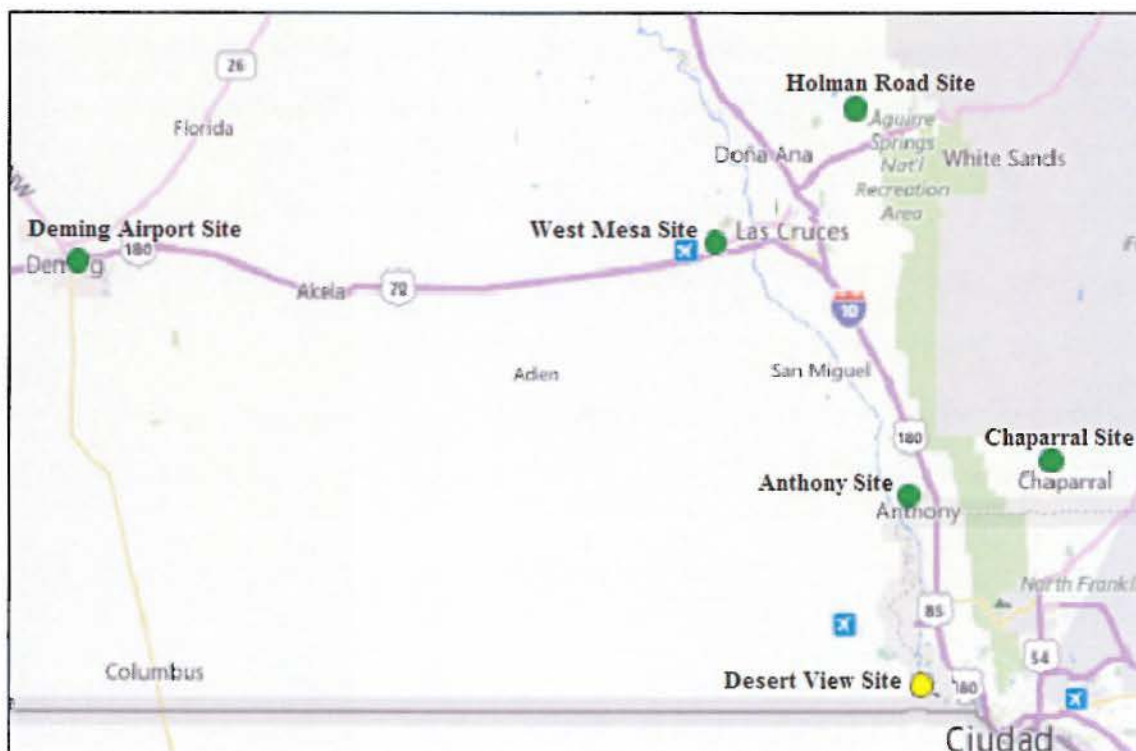 26
Holman Road Site
Florida
Aguirre
Springs
Nat'l
Recreation
Area
Doña Ana
White Sands
Deming Airport Site
180
West Mesa Site
Las Cruces
Akela
70
10
Aden
San Miguel
180
Chaparral Site
Chaparral
Anthony Site
Anthony
North Frankl
85
54
Columbus
Desert View Site
180
Ciudad